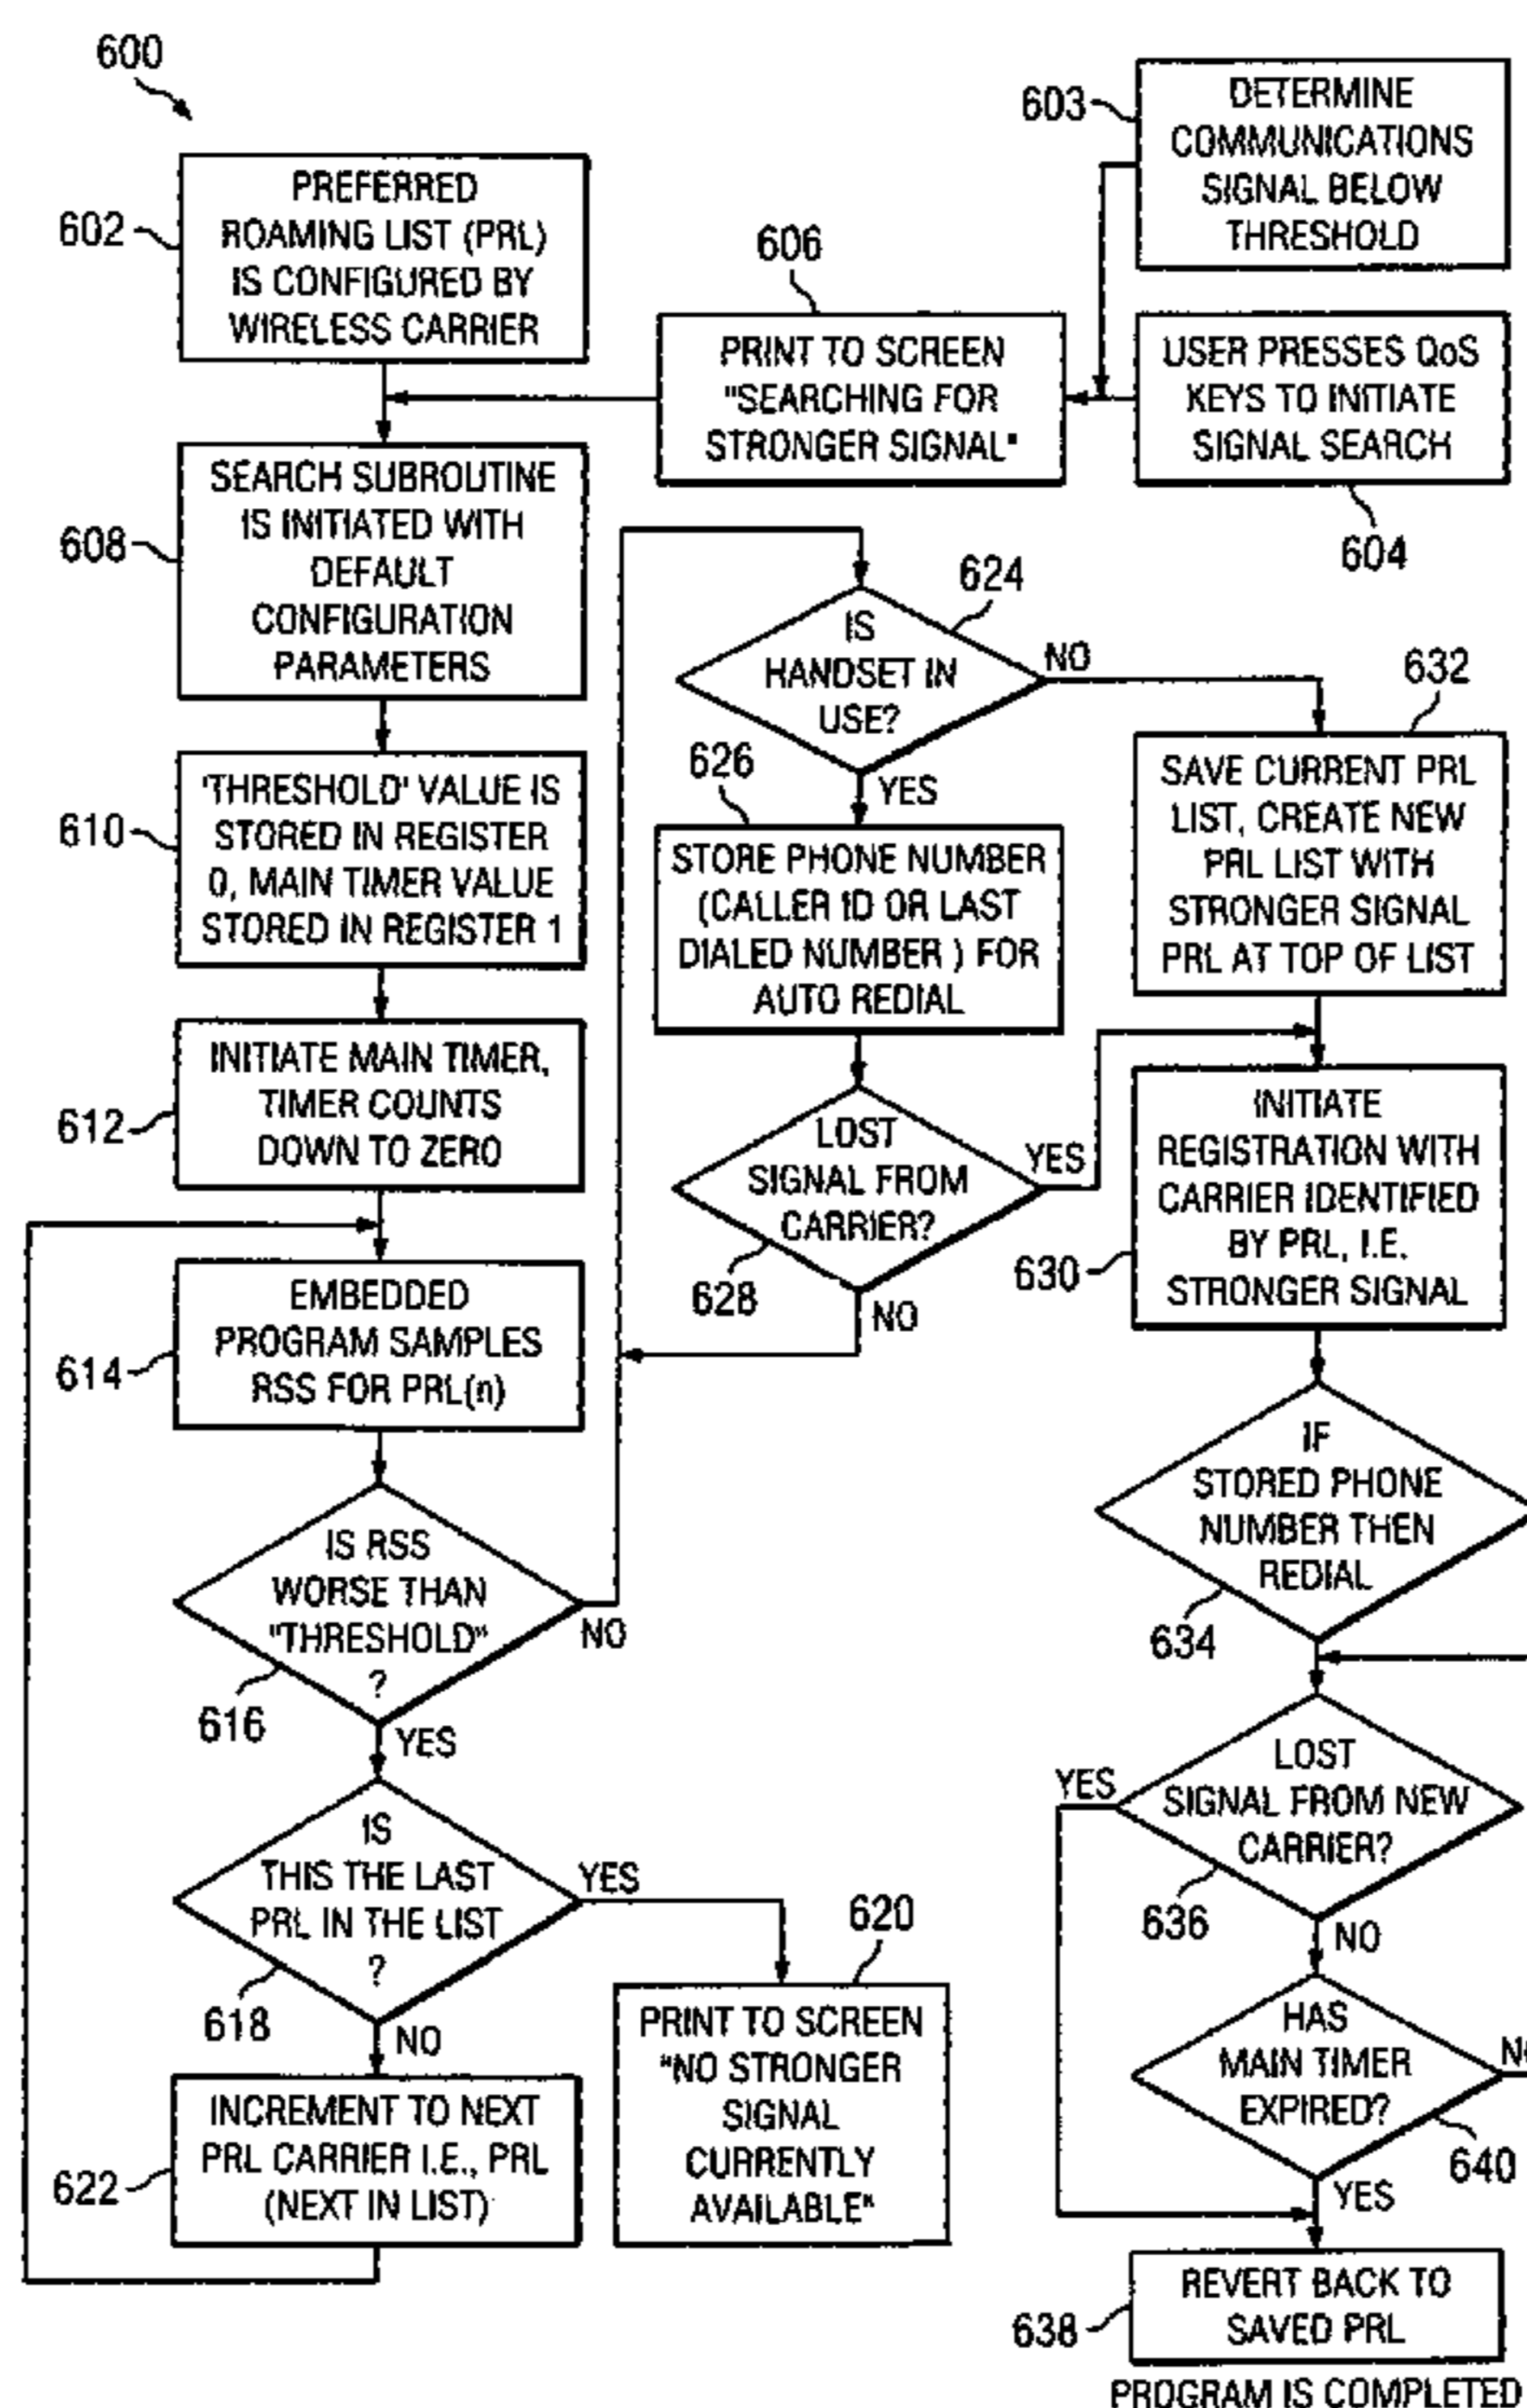 600
602
PREFERRED
ROAMING LIST (PRL)
IS CONFIGURED BY
WIRELESS CARRIER
603
DETERMINE
COMMUNICATIONS
SIGNAL BELOW
THRESHOLD
606
PRINT TO SCREEN
"SEARCHING FOR
STRONGER SIGNAL"
USER PRESSES QoS
KEYS TO INITIATE
SIGNAL SEARCH
604
608
SEARCH SUBROUTINE
IS INITIATED WITH
DEFAULT
CONFIGURATION
PARAMETERS
610
'THRESHOLD' VALUE IS
STORED IN REGISTER
0, MAIN TIMER VALUE
STORED IN REGISTER 1
612
INITIATE MAIN TIMER,
TIMER COUNTS
DOWN TO ZERO
614
EMBEDDED
PROGRAM SAMPLES
RSS FOR PRL(n)
IS RSS
WORSE THAN
"THRESHOLD"
?
616
NO
YES
IS
THIS THE LAST
PRL IN THE LIST
?
618
YES
NO
620
PRINT TO SCREEN
"NO STRONGER
SIGNAL
CURRENTLY
AVAILABLE"
622
INCREMENT TO NEXT
PRL CARRIER I.E., PRL
(NEXT IN LIST)
624
IS
HANDSET IN
USE?
NO
YES
626
STORE PHONE NUMBER
(CALLER ID OR LAST
DIALED NUMBER ) FOR
AUTO REDIAL
LOST
SIGNAL FROM
CARRIER?
628
YES
NO
632
SAVE CURRENT PRL
LIST, CREATE NEW
PRL LIST WITH
STRONGER SIGNAL
PRL AT TOP OF LIST
630
INITIATE
REGISTRATION WITH
CARRIER IDENTIFIED
BY PRL, I.E.
STRONGER SIGNAL
IF
STORED PHONE
NUMBER THEN
REDIAL
634
LOST
SIGNAL FROM NEW
CARRIER?
636
YES
NO
HAS
MAIN TIMER
EXPIRED?
640
YES
638
REVERT BACK TO
SAVED PRL
PROGRAM IS COMPLETED